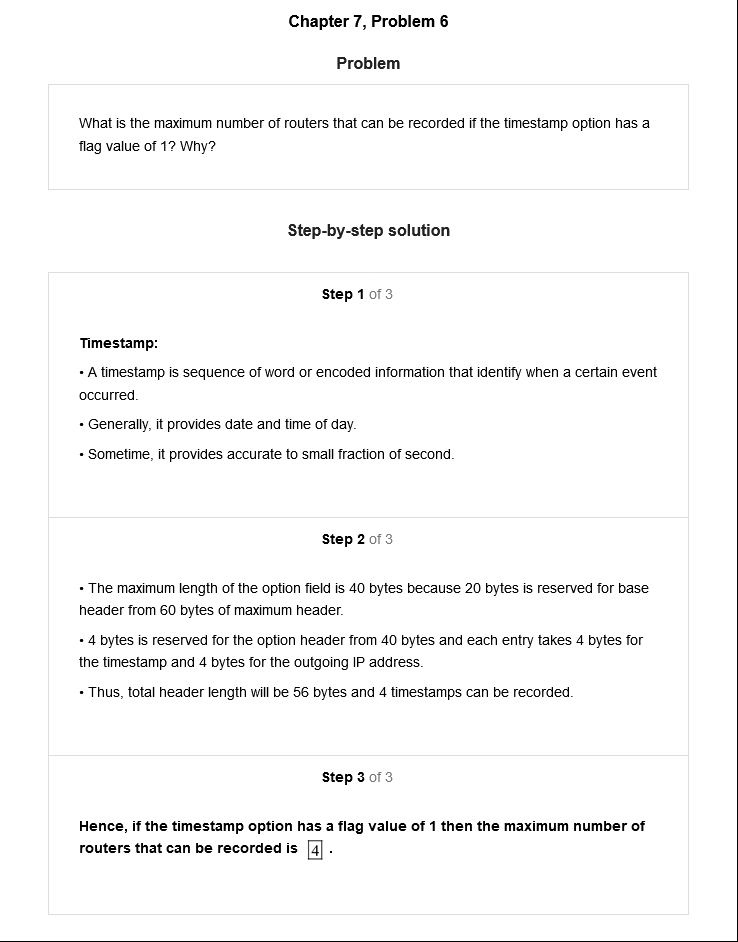 Chapter 7, Problem 6
Problem
What is the maximum number of routers that can be recorded if the timestamp option has a
flag value of 1? Why?
Step-by-step solution
Step 1 of 3
Timestamp:
• A timestamp is sequence of word or encoded information that identify when a certain event
occurred.
• Generally, it provides date and time of day.
• Sometime, it provides accurate to small fraction of second.
Step 2 of 3
• The maximum length of the option field is 40 bytes because 20 bytes is reserved for base
header from 60 bytes of maximum header.
• 4 bytes is reserved for the option header from 40 bytes and each entry takes 4 bytes for
the timestamp and 4 bytes for the outgoing IP address.
• Thus, total header length will be 56 bytes and 4 timestamps can be recorded.
Step 3 of 3
Hence, if the timestamp option has a flag value of 1 then the maximum number of
routers that can be recorded is 4 .